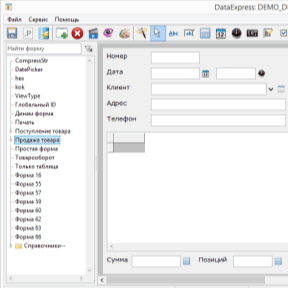 DataExpress: DEMO_D
Файл Сервис Помощь
Найти форму
CompressStr
DatePicker
hex
kok
ViewType
Глобальный ID
Динам форма
Печать
Поступление товара
Продажа товара
Простая форма
Товарооборот
Только таблица
Форма 16
Форма 55
Форма 57
Форма 59
Форма 60
Форма 62
Форма 63
Форма 66
Справочники--
Номер
Дата
Клиент
Адрес
Телефон
Сумма
Позиций